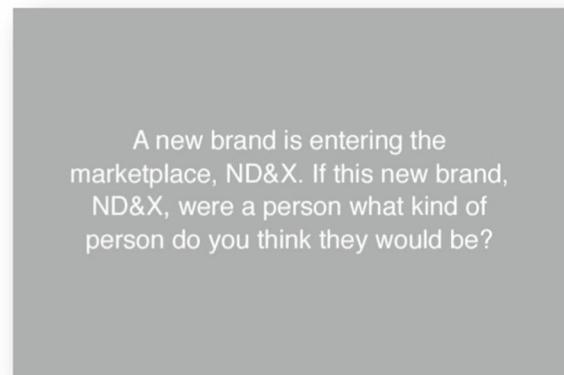 A new brand is entering the
marketplace, ND&X. If this new brand,
ND&X, were a person what kind of
person do you think they would be?